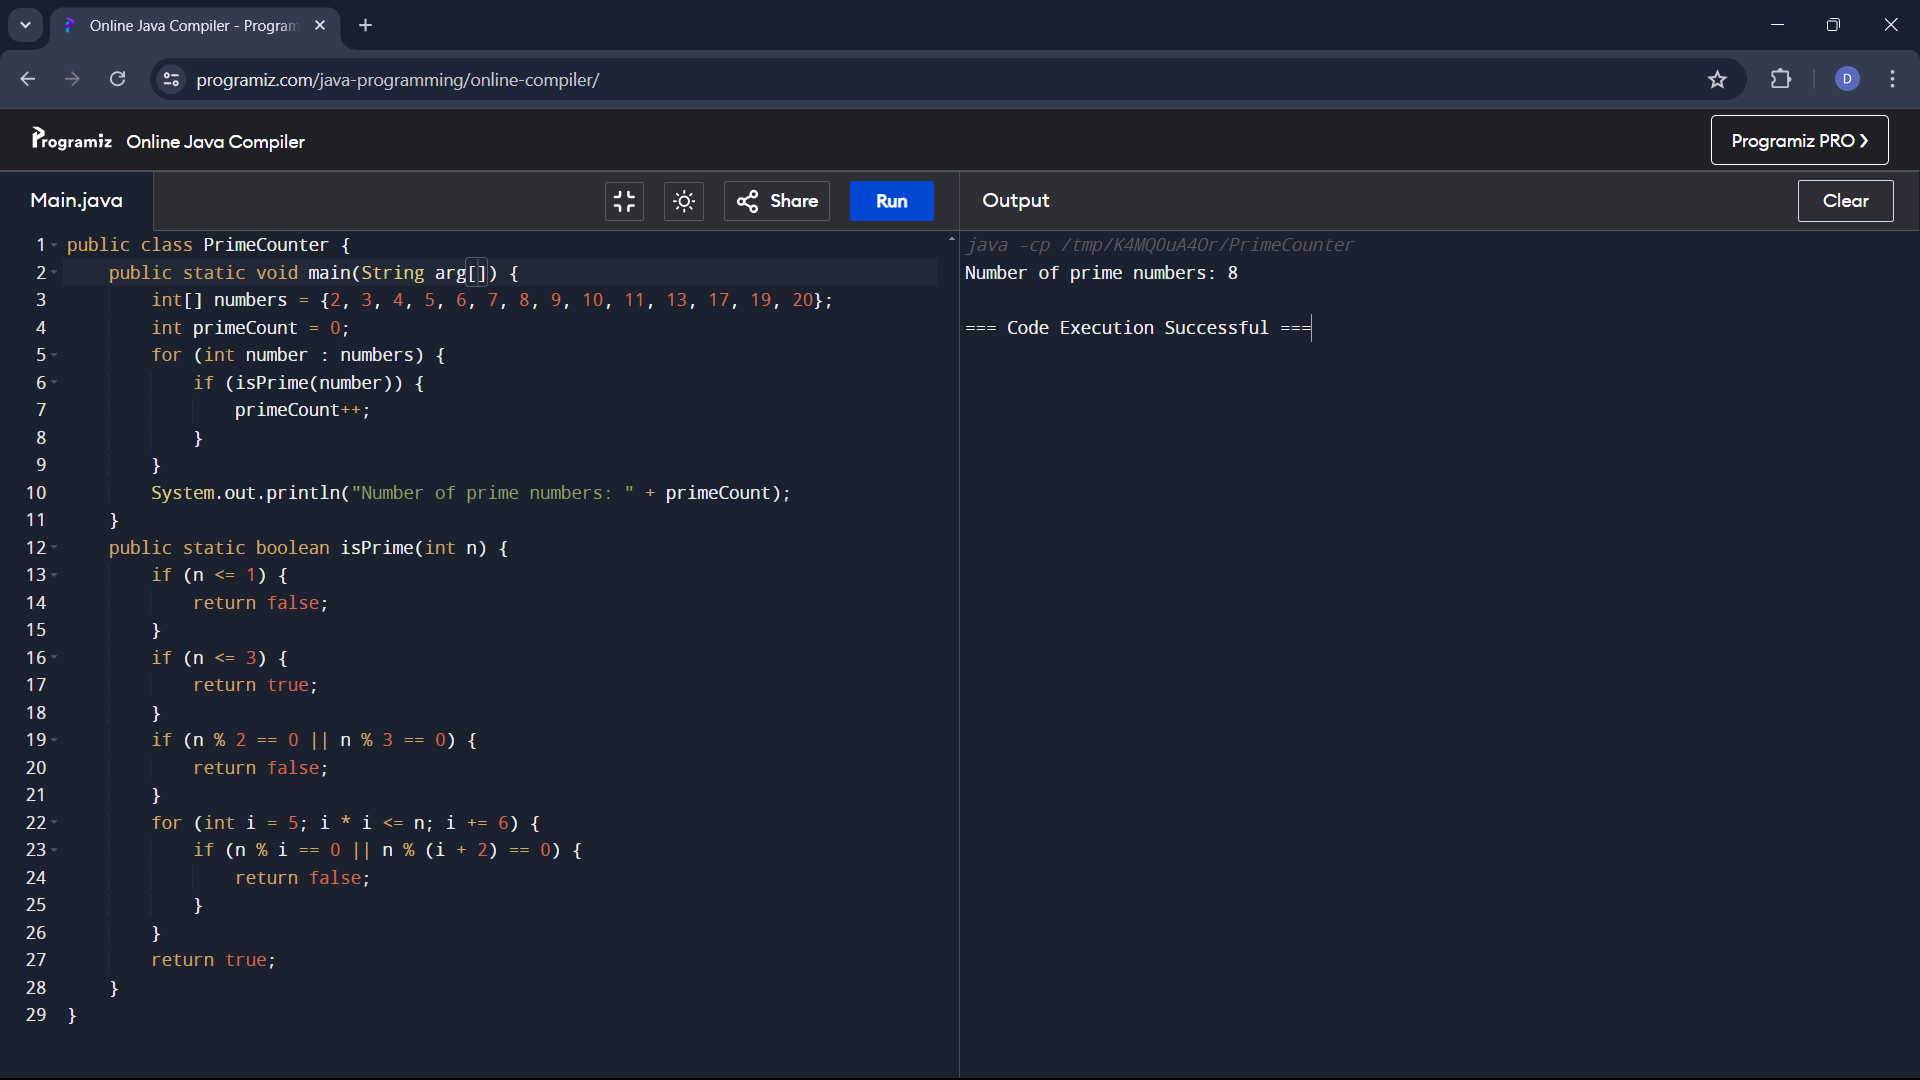 Online Java Compiler - Program
programiz.com/java-programming/online-compiler/
D
Programiz Online Java Compiler
Programiz PRO ❯
Main.java
Share
Run
Output
Clear
1 public class PrimeCounter {
2     public static void main(String arg[]) {
3         int[] numbers = {2, 3, 4, 5, 6, 7, 8, 9, 10, 11, 13, 17, 19, 20};
4         int primeCount = 0;
5         for (int number : numbers) {
6             if (isPrime(number)) {
7                 primeCount++;
8             }
9         }
10         System.out.println("Number of prime numbers: " + primeCount);
11     }
12     public static boolean isPrime(int n) {
13         if (n <= 1) {
14             return false;
15         }
16         if (n <= 3) {
17             return true;
18         }
19         if (n % 2 == 0 || n % 3 == 0) {
20             return false;
21         }
22         for (int i = 5; i * i <= n; i += 6) {
23             if (n % i == 0 || n % (i + 2) == 0) {
24                 return false;
25             }
26         }
27         return true;
28     }
29 }
java -cp /tmp/K4MQOuA4Or/PrimeCounter
Number of prime numbers: 8
=== Code Execution Successful ===